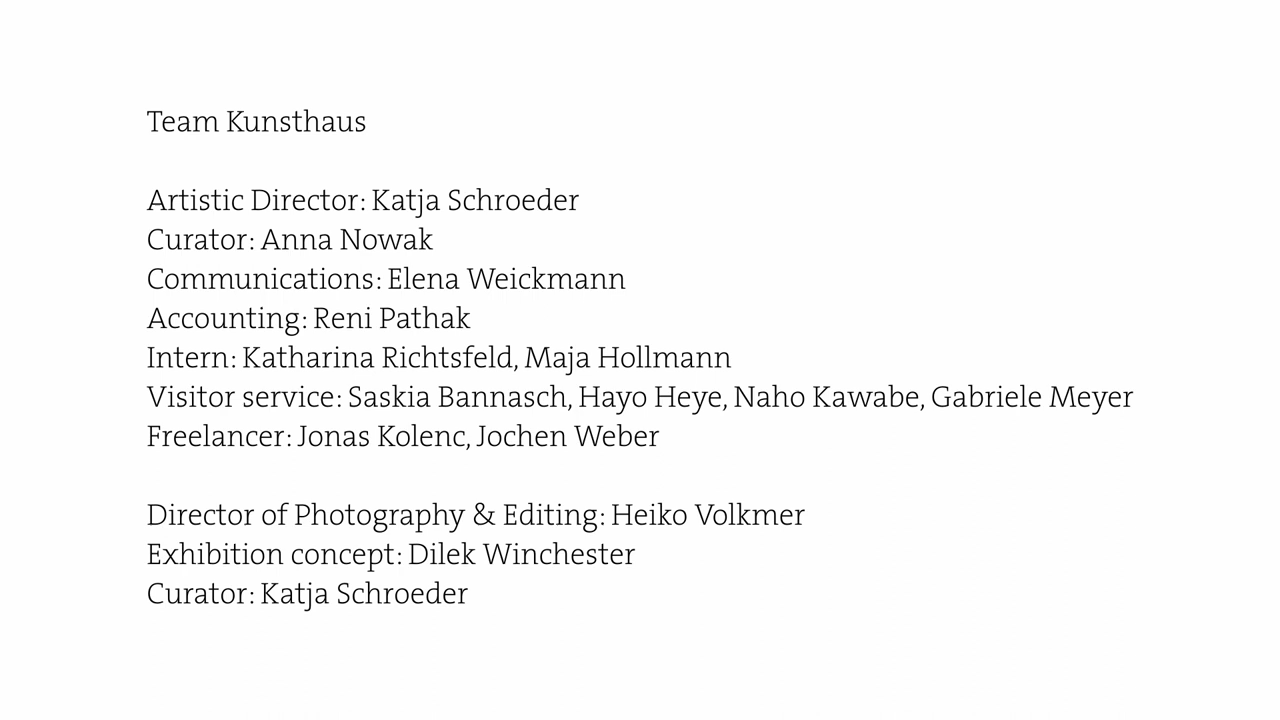 Team Kunsthaus
Artistic Director: Katja Schroeder
Curator: Anna Nowak
Communications: Elena Weickmann
Accounting: Reni Pathak
Intern: Katharina Richtsfeld, Maja Hollmann
Visitor service: Saskia Bannasch, Hayo Heye, Naho Kawabe, Gabriele Meyer
Freelancer: Jonas Kolenc, Jochen Weber
Director of Photography & Editing: Heiko Volkmer
Exhibition concept: Dilek Winchester
Curator: Katja Schroeder